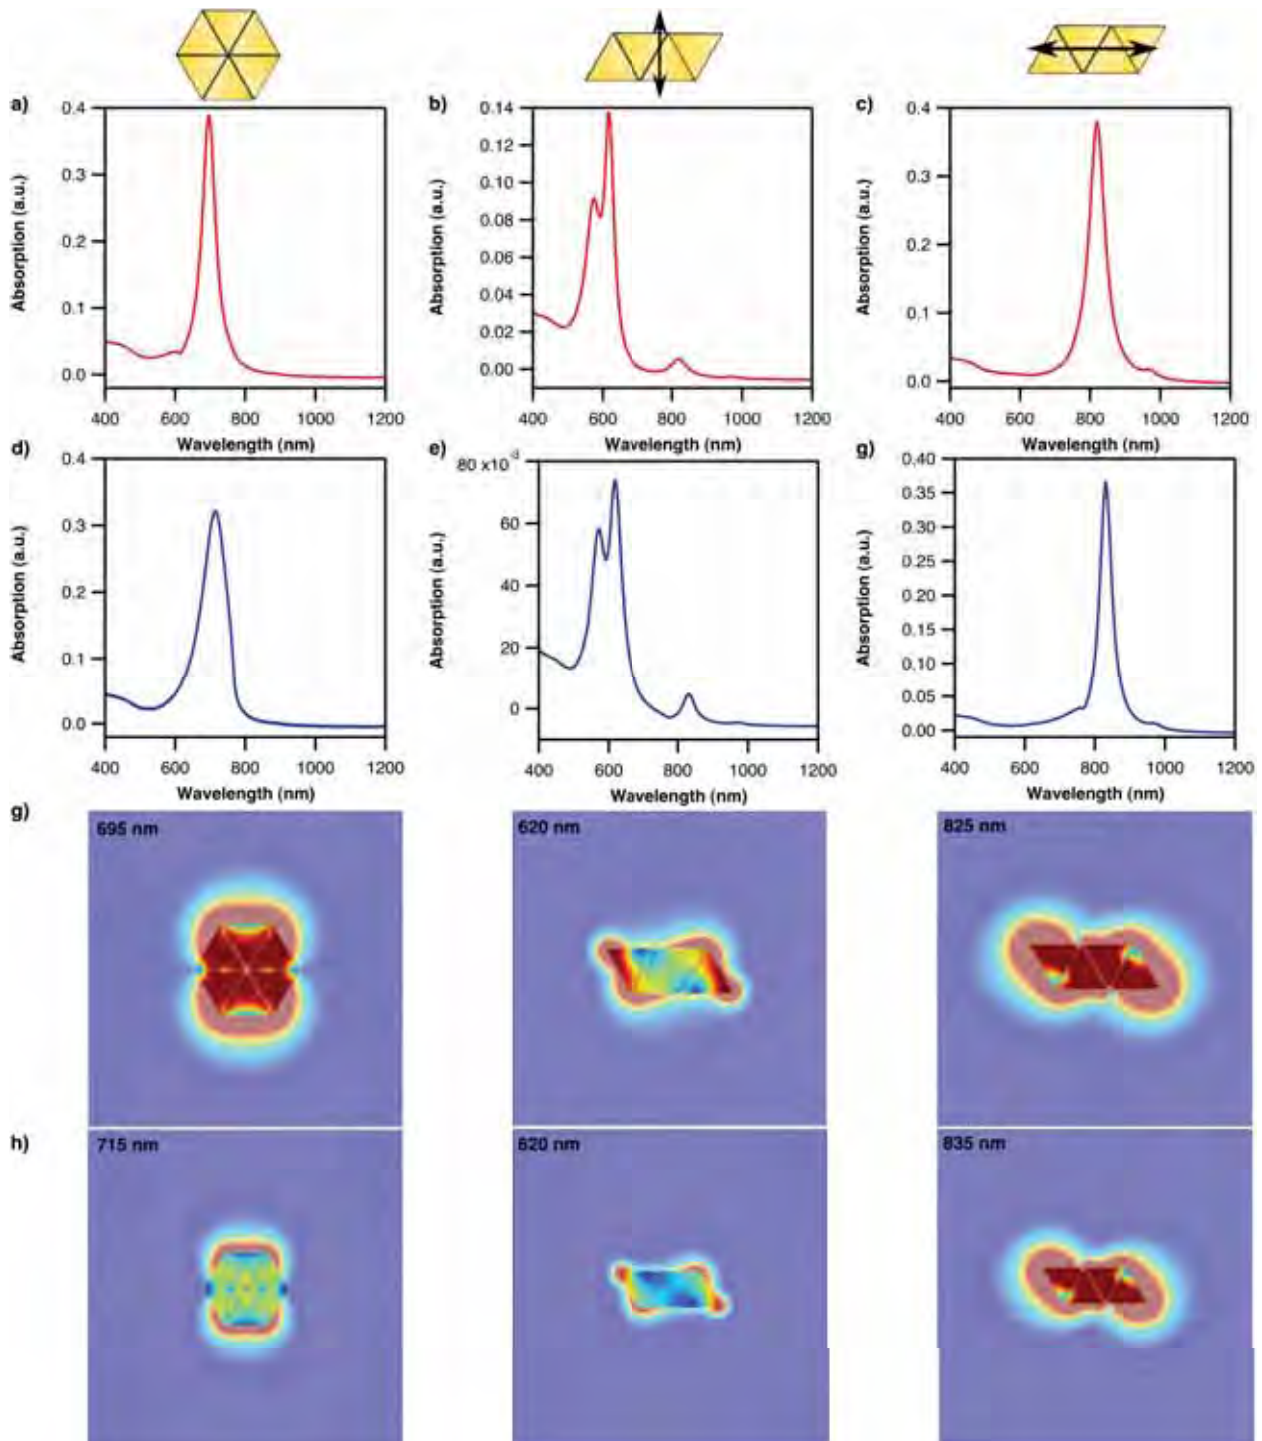 a)
0.4
0.3
0.2
0.1
0.0
Absorption (a.u.)
400 600 800 1000 1200
Wavelength (nm)
b)
0.14
0.12
0.10
0.08
0.06
0.04
0.02
0.00
Absorption (a.u.)
400 600 800 1000 1200
Wavelength (nm)
c)
0.4
0.3
0.2
0.1
0.0
Absorption (a.u.)
400 600 800 1000 1200
Wavelength (nm)
d)
0.4
0.3
0.2
0.1
0.0
Absorption (a.u.)
400 600 800 1000 1200
Wavelength (nm)
e)
80 x10⁻³
60
40
20
0
Absorption (a.u.)
400 600 800 1000 1200
Wavelength (nm)
g)
0.40
0.35
0.30
0.25
0.20
0.15
0.10
0.05
0.00
Absorption (a.u.)
400 600 800 1000 1200
Wavelength (nm)
g)
695 nm
620 nm
825 nm
h)
715 nm
620 nm
835 nm